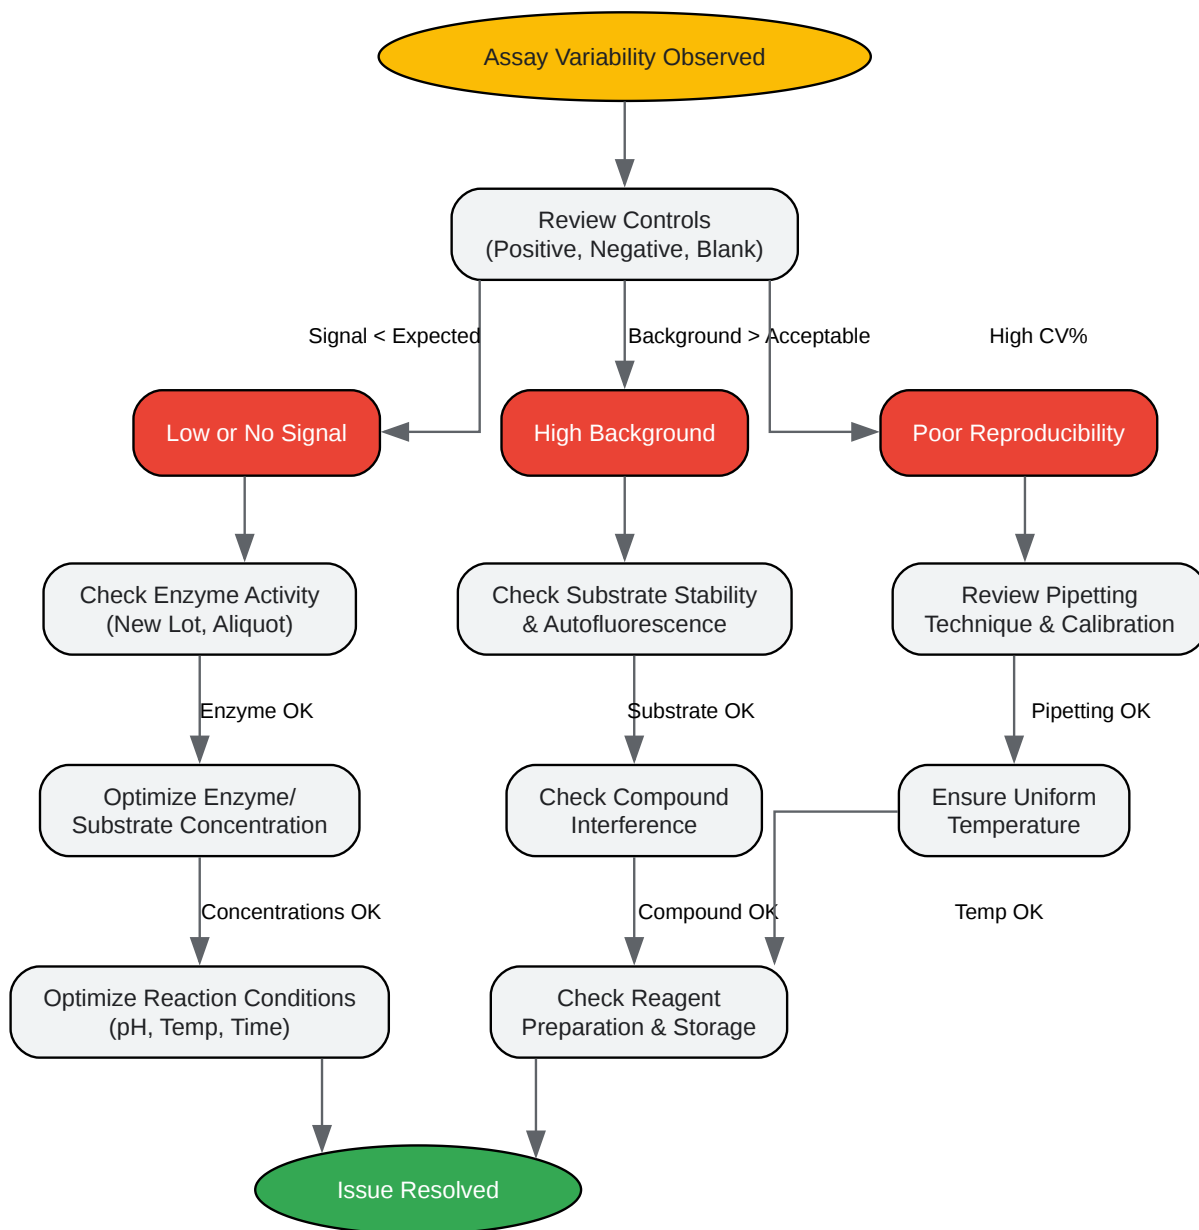 Assay Variability Observed
Review Controls
(Positive, Negative, Blank)
Signal < Expected
Background > Acceptable
High CV%
Low or No Signal
High Background
Poor Reproducibility
Check Enzyme Activity
(New Lot, Aliquot)
Check Substrate Stability
& Autofluorescence
Review Pipetting
Technique & Calibration
Enzyme OK
Substrate OK
Pipetting OK
Optimize Enzyme/
Substrate Concentration
Check Compound
Interference
Ensure Uniform
Temperature
Concentrations OK
Compound OK
Temp OK
Optimize Reaction Conditions
(pH, Temp, Time)
Check Reagent
Preparation & Storage
Issue Resolved